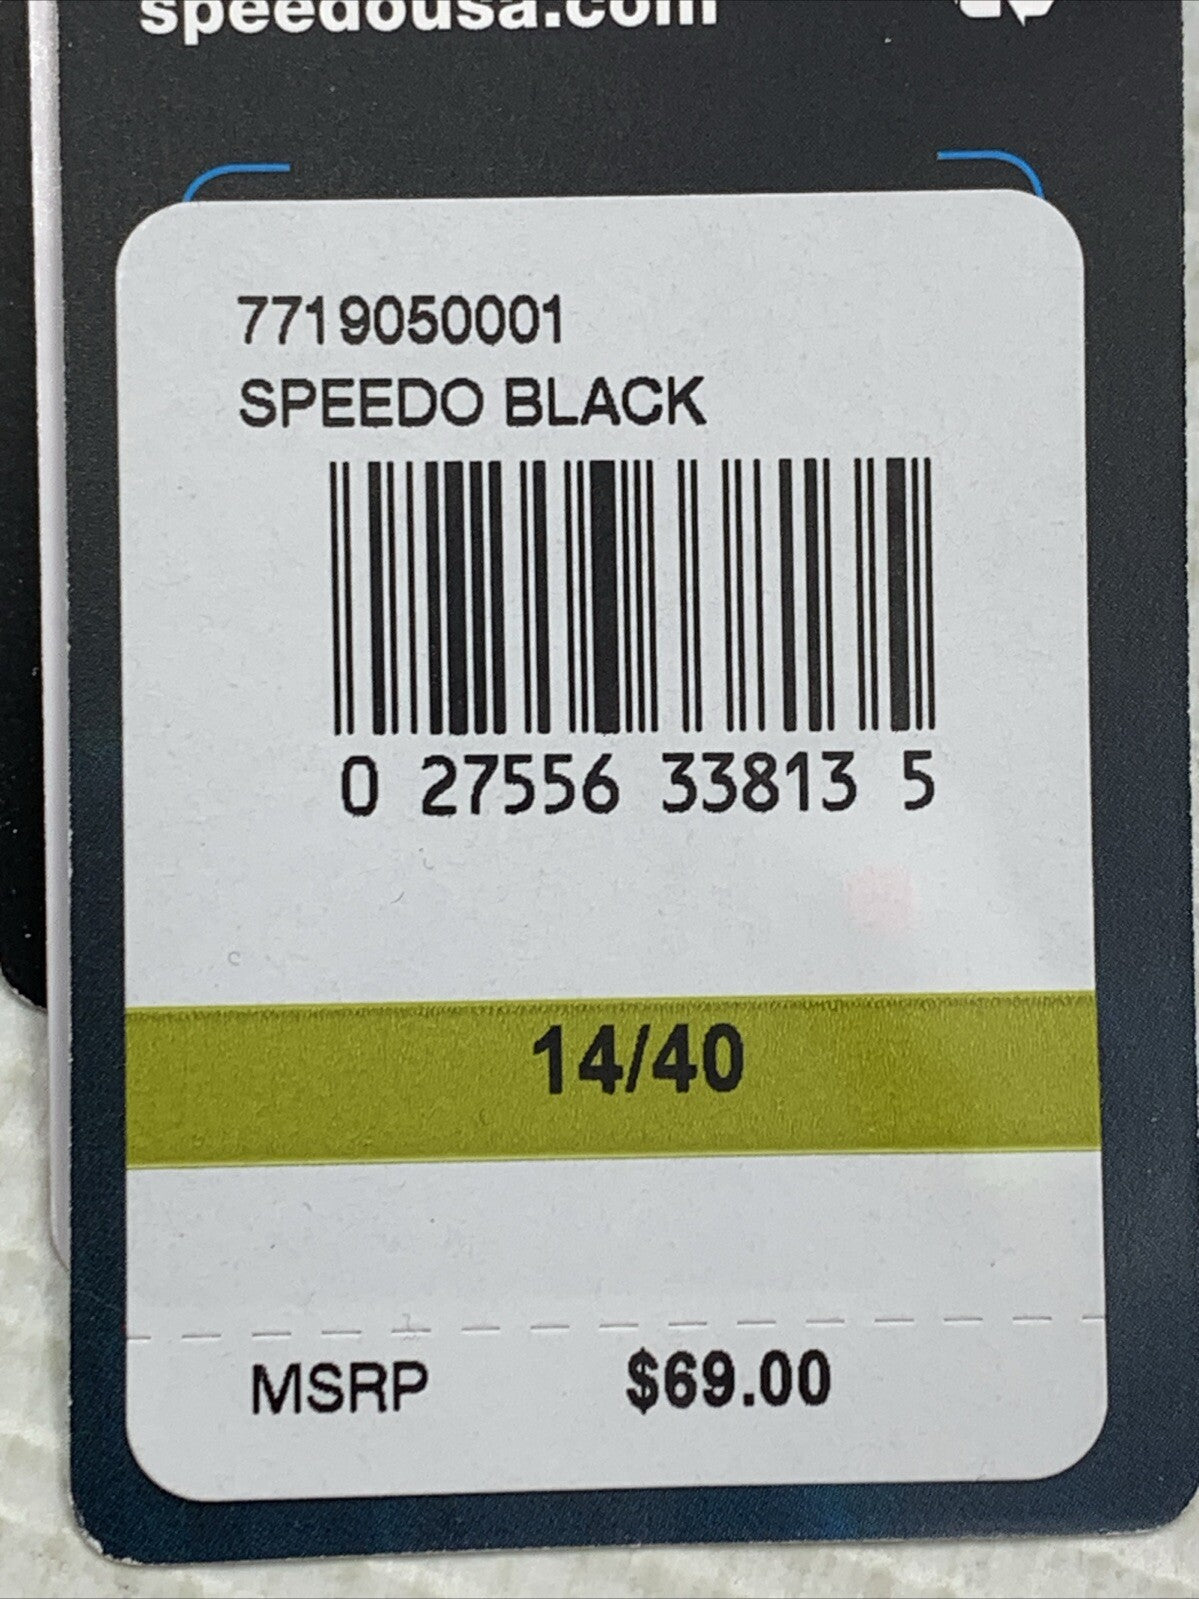 speedousa.com
7719050001
SPEEDO BLACK
0 27556 33813 5
14/40
MSRP $69.00